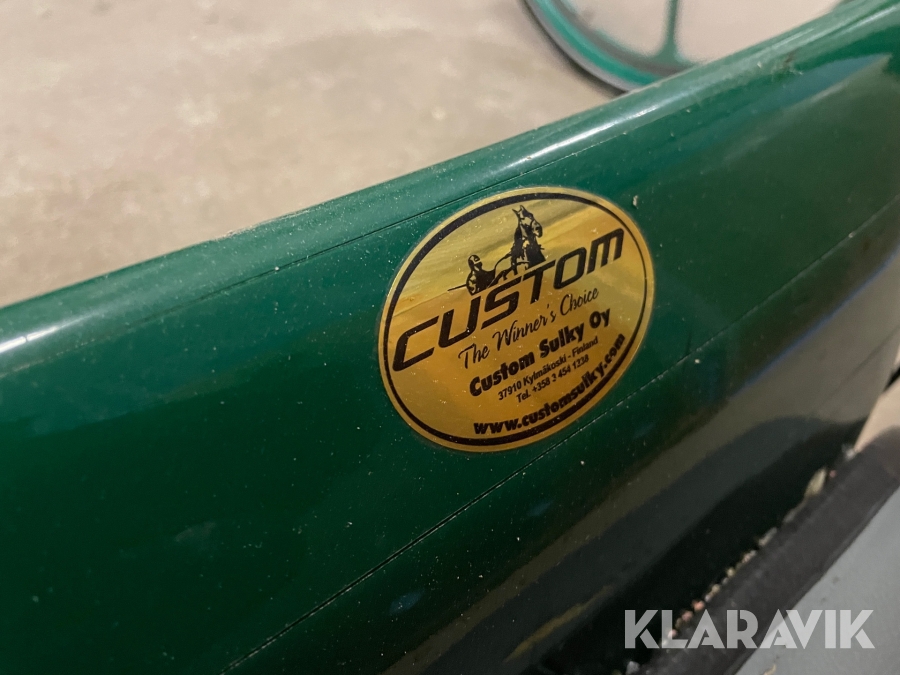 CUSTOM
The Winner's Choice
Custom Sulky Oy
37910 Kylmäkoski - Finland
Tel. +358 3 454 1238
www.customsulky.com
KLARAVIK